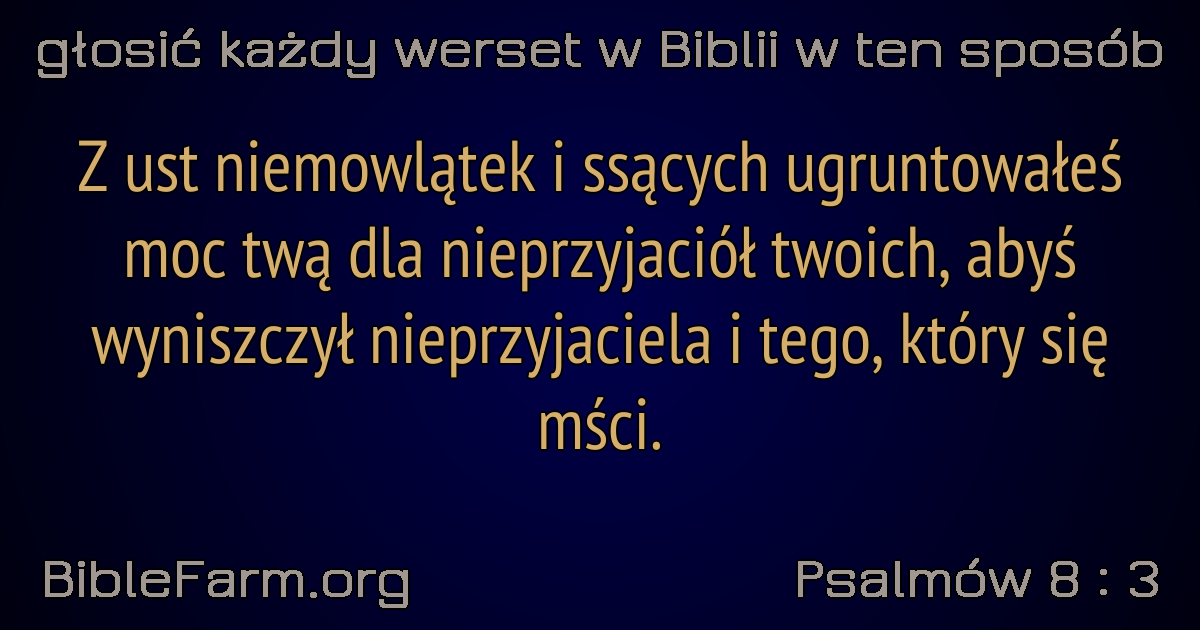 głosić każdy werset w Biblii w ten sposób
Z ust niemowlątek i ssących ugruntowałeś
moc twą dla nieprzyjaciół twoich, abyś
wyniszczył nieprzyjaciela i tego, który się
mści.
BibleFarm.org
Psalmów 8 : 3